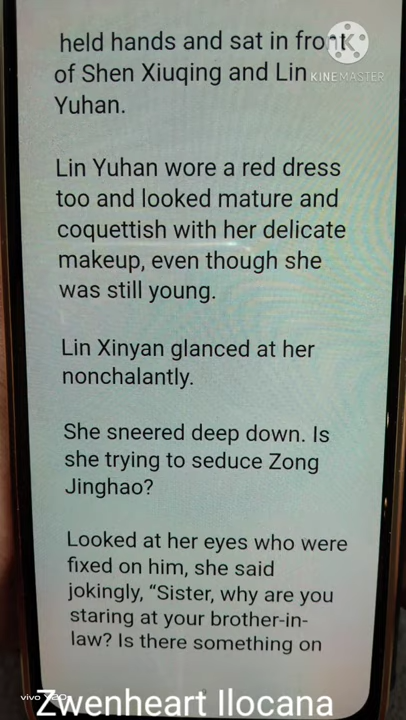 held hands and sat in front
of Shen Xiuqing and Lin
KINEMASTER
Yuhan.
Lin Yuhan wore a red dress
too and looked mature and
coquettish with her delicate
makeup, even though she
was still young.
Lin Xinyan glanced at her
nonchalantly.
She sneered deep down. Is
she trying to seduce Zong
Jinghao?
Looked at her eyes who were
fixed on him, she said
jokingly, “Sister, why are you
staring at your brother-in-
law? Is there something on
vivo Y20
Zwenheart Ilocana